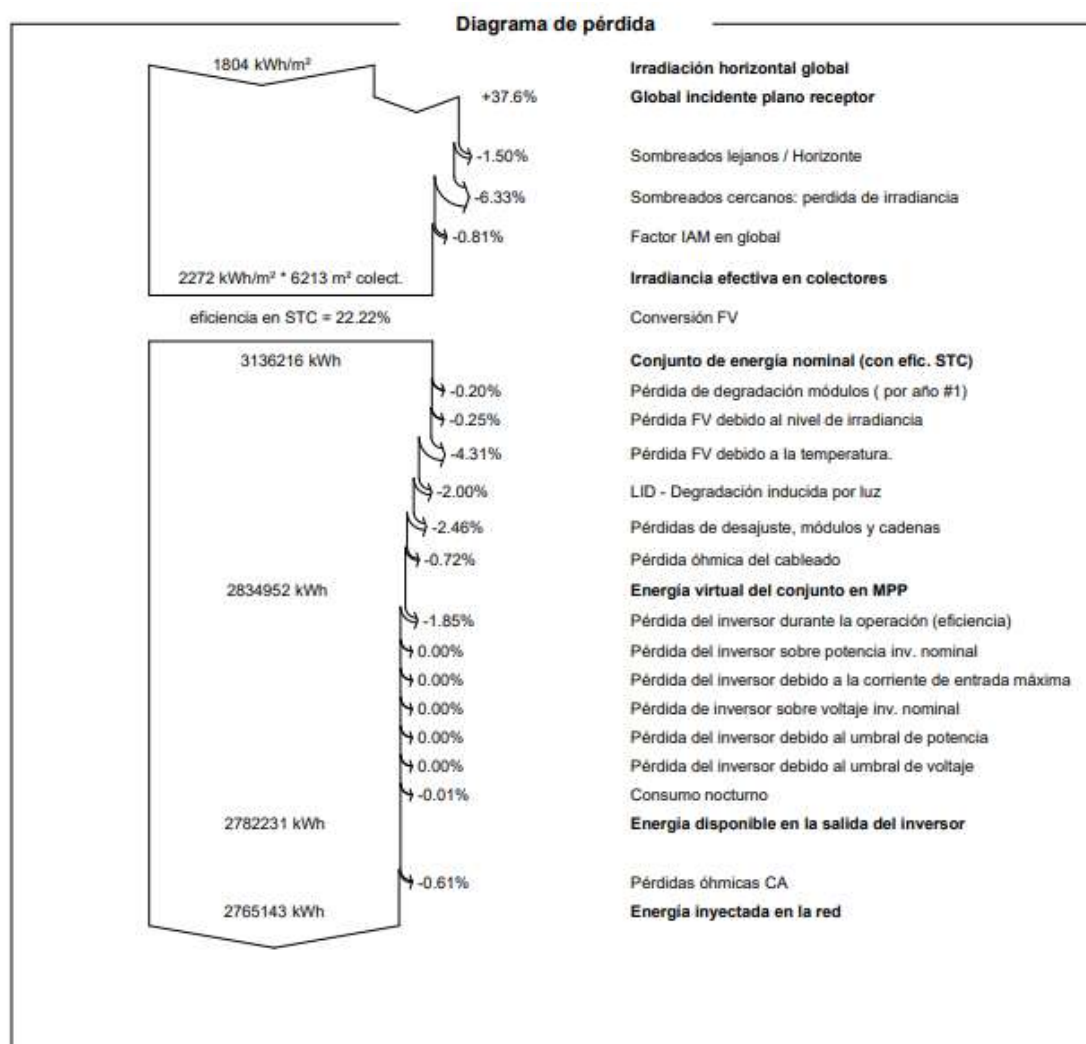 Diagrama de pérdida
1804 kWh/m² Irradiación horizontal global
+37.6% Global incidente plano receptor
-1.50% Sombreados lejanos / Horizonte
-6.33% Sombreados cercanos: perdida de irradiancia
-0.81% Factor IAM en global
2272 kWh/m² * 6213 m² colect. Irradiancia efectiva en colectores
eficiencia en STC = 22.22% Conversión FV
3136216 kWh Conjunto de energía nominal (con efic. STC)
-0.20% Pérdida de degradación módulos ( por año #1)
-0.25% Pérdida FV debido al nivel de irradiancia
-4.31% Pérdida FV debido a la temperatura.
-2.00% LID - Degradación inducida por luz
-2.46% Pérdidas de desajuste, módulos y cadenas
-0.72% Pérdida óhmica del cableado
2834952 kWh Energía virtual del conjunto en MPP
-1.85% Pérdida del inversor durante la operación (eficiencia)
0.00% Pérdida del inversor sobre potencia inv. nominal
0.00% Pérdida del inversor debido a la corriente de entrada máxima
0.00% Pérdida de inversor sobre voltaje inv. nominal
0.00% Pérdida del inversor debido al umbral de potencia
0.00% Pérdida del inversor debido al umbral de voltaje
-0.01% Consumo nocturno
2782231 kWh Energía disponible en la salida del inversor
-0.61% Pérdidas óhmicas CA
2765143 kWh Energía inyectada en la red